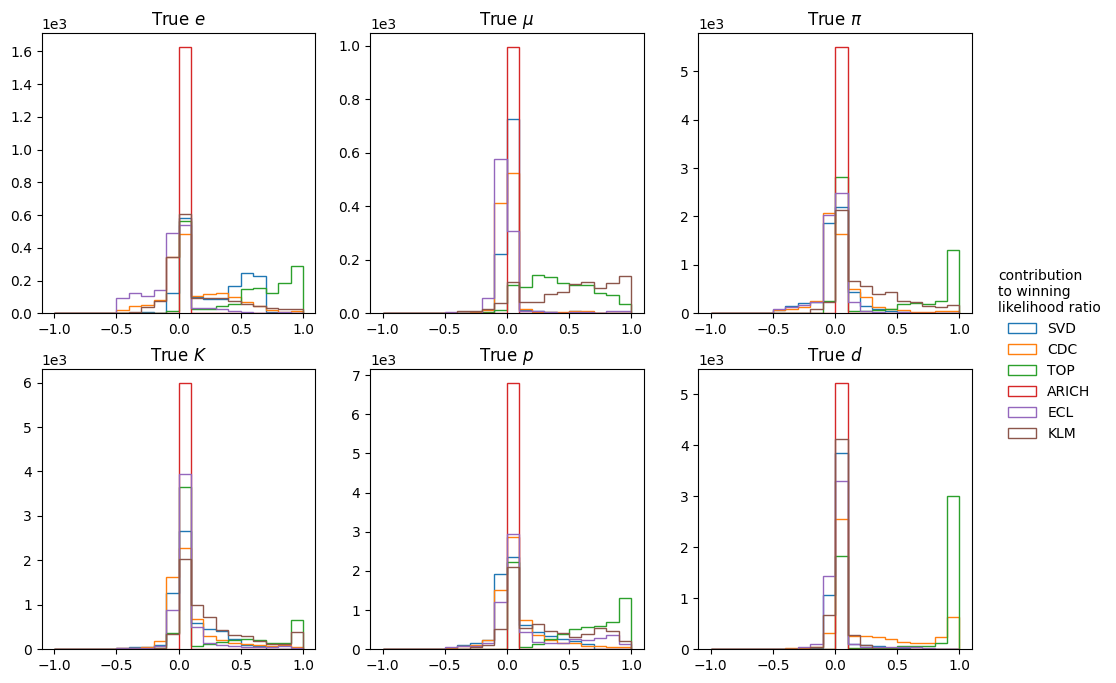 True e
1e3
1.6
1.4
1.2
1.0
0.8
0.6
0.4
0.2
0.0
−1.0 −0.5 0.0 0.5 1.0
True μ
1e3
1.0
0.8
0.6
0.4
0.2
0.0
−1.0 −0.5 0.0 0.5 1.0
True π
1e3
5
4
3
2
1
0
−1.0 −0.5 0.0 0.5 1.0
True K
1e3
6
5
4
3
2
1
0
−1.0 −0.5 0.0 0.5 1.0
True p
1e3
7
6
5
4
3
2
1
0
−1.0 −0.5 0.0 0.5 1.0
True d
1e3
5
4
3
2
1
0
−1.0 −0.5 0.0 0.5 1.0
contribution
to winning
likelihood ratio
SVD
CDC
TOP
ARICH
ECL
KLM